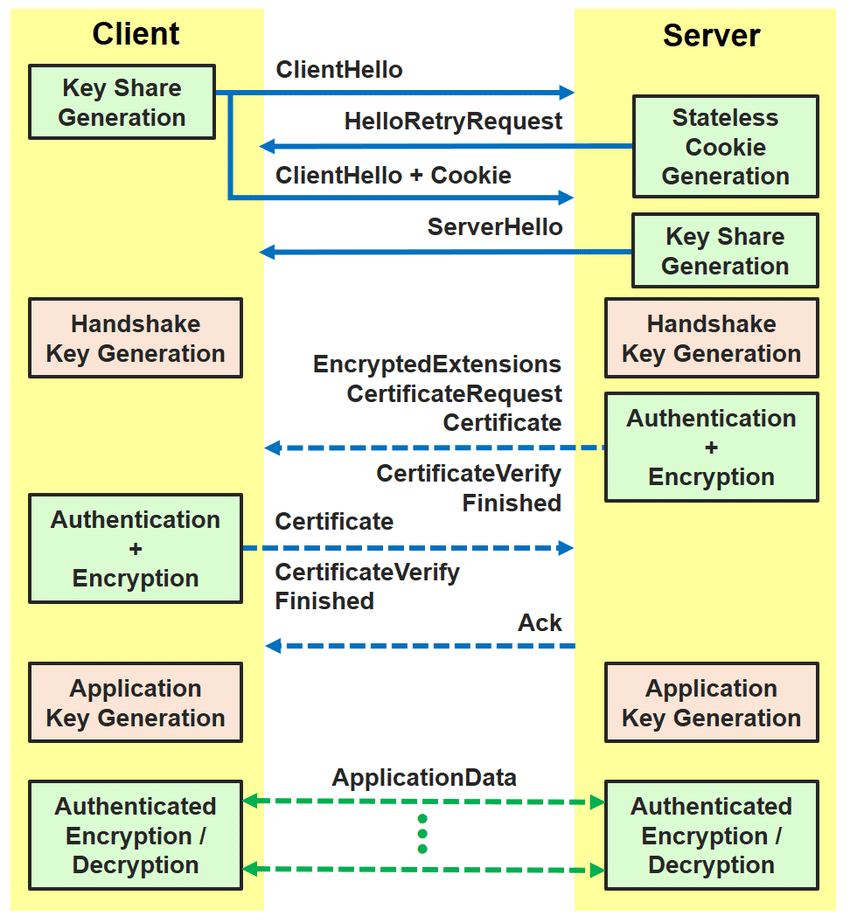 Client
Server
Key Share
Generation
ClientHello
HelloRetryRequest
Stateless
Cookie
Generation
ClientHello + Cookie
ServerHello
Key Share
Generation
Handshake
Key Generation
Handshake
Key Generation
EncryptedExtensions
CertificateRequest
Certificate
Authentication
+
Encryption
CertificateVerify
Finished
Authentication
+
Encryption
Certificate
CertificateVerify
Finished
Ack
Application
Key Generation
Application
Key Generation
ApplicationData
Authenticated
Encryption /
Decryption
Authenticated
Encryption /
Decryption